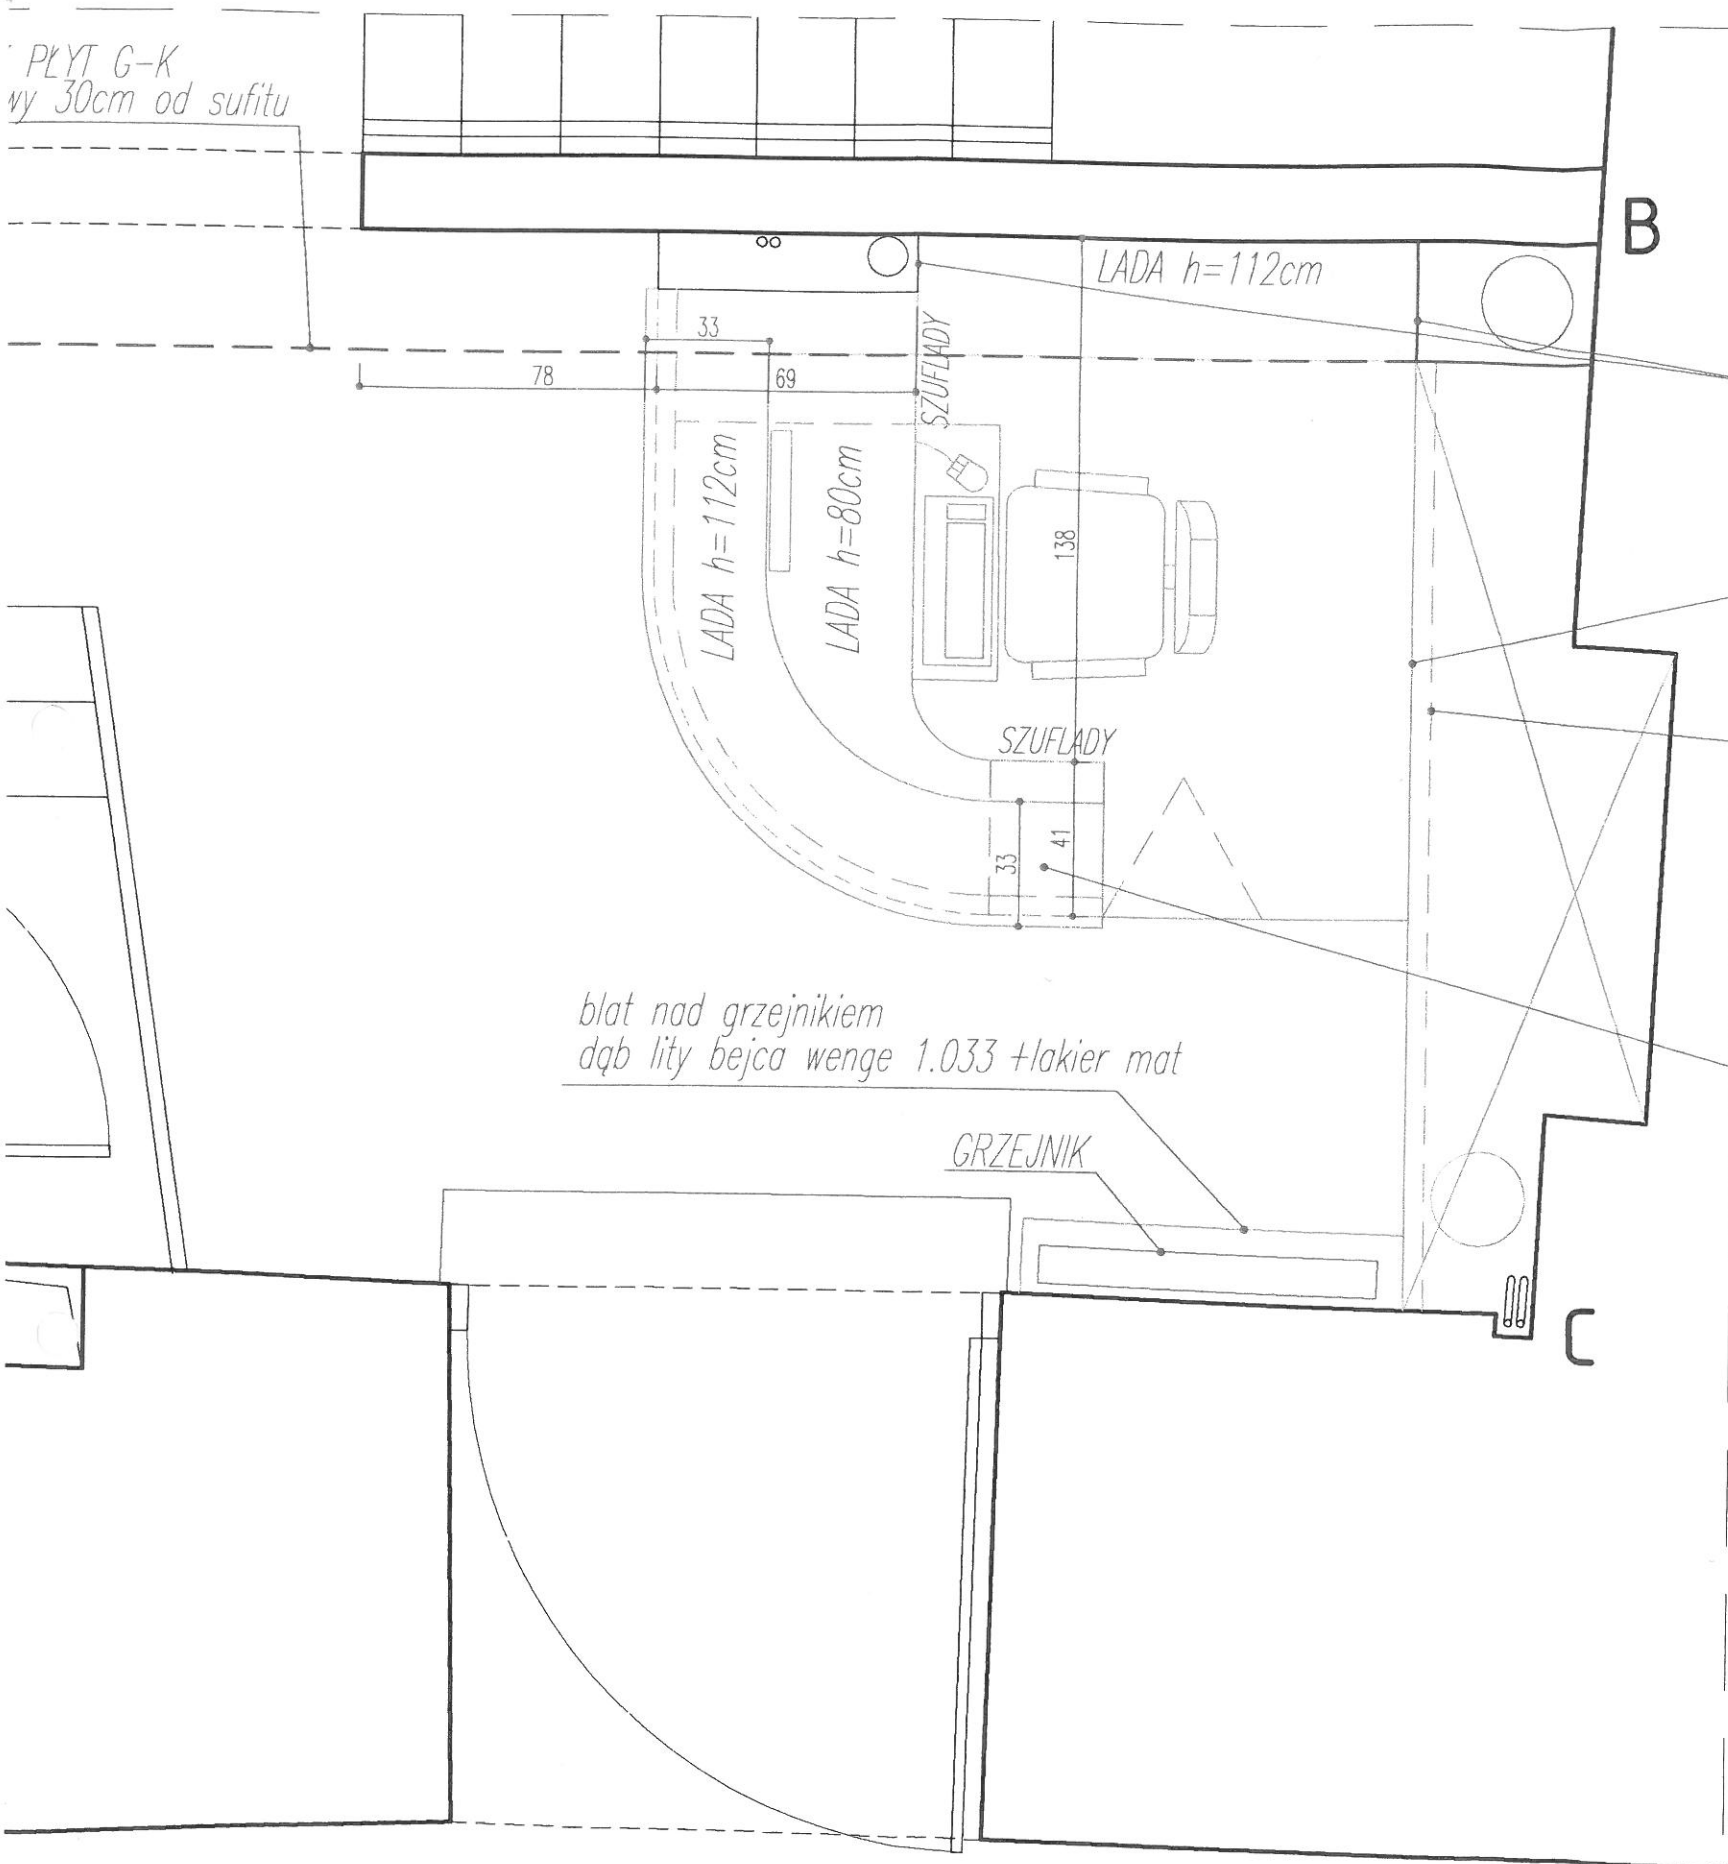 PŁYT G-K
wy 30cm od sufitu
B
LADA h=112cm
33
SZUFLADY
78
69
LADA h=112cm
LADA h=80cm
138
SZUFLADY
33
41
blat nad grzejnikiem
dąb lity bejca wenge 1.033 +lakier mat
GRZEJNIK
C